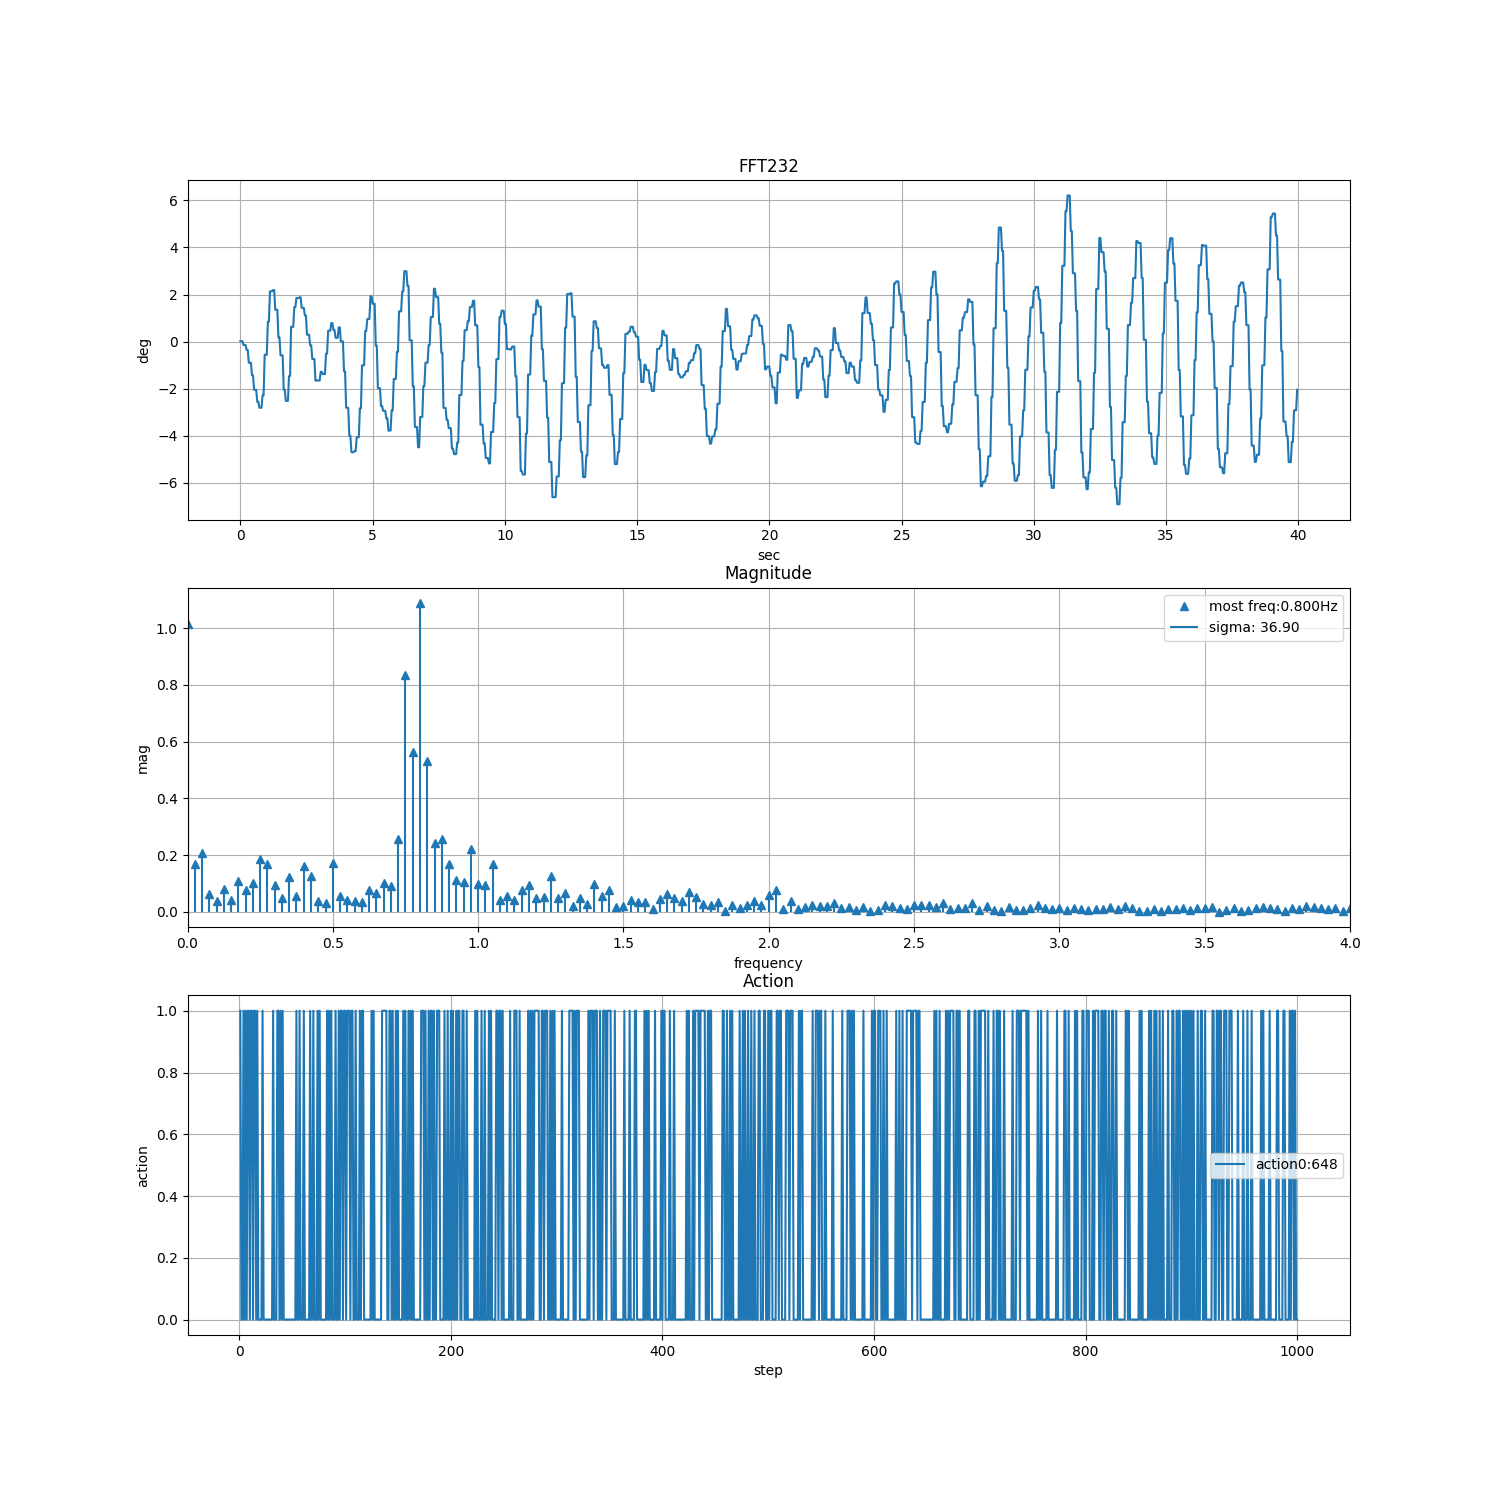 FFT232
6
4
2
0
−2
−4
−6
deg
0 5 10 15 20 25 30 35 40
sec
Magnitude
most freq:0.800Hz
sigma: 36.90
1.0
0.8
0.6
0.4
0.2
0.0
mag
0.0 0.5 1.0 1.5 2.0 2.5 3.0 3.5 4.0
frequency
Action
1.0
0.8
0.6
0.4
0.2
0.0
action
action0:648
0 200 400 600 800 1000
step